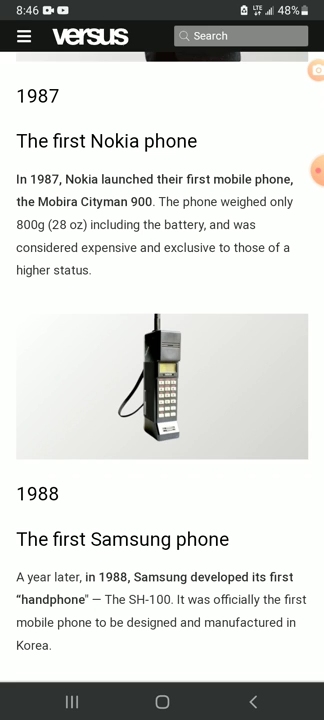 8:46 LTE 48%
versus Search
1987
The first Nokia phone
In 1987, Nokia launched their first mobile phone,
the Mobira Cityman 900. The phone weighed only
800g (28 oz) including the battery, and was
considered expensive and exclusive to those of a
higher status.
1988
The first Samsung phone
A year later, in 1988, Samsung developed its first
“handphone" — The SH-100. It was officially the first
mobile phone to be designed and manufactured in
Korea.